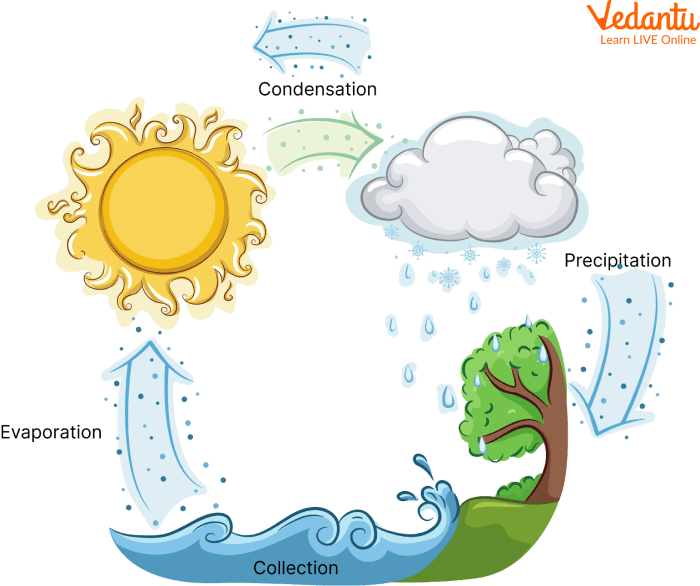 Vedantu
Learn LIVE Online
Condensation
Precipitation
Evaporation
Collection